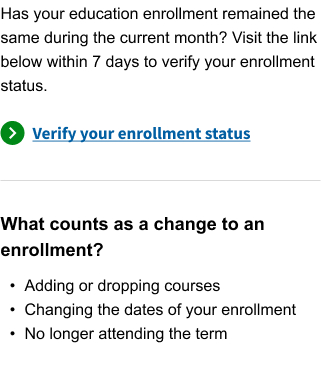 Has your education enrollment remained the
same during the current month? Visit the link
below within 7 days to verify your enrollment
status.
Verify your enrollment status
What counts as a change to an
enrollment?
• Adding or dropping courses
• Changing the dates of your enrollment
• No longer attending the term